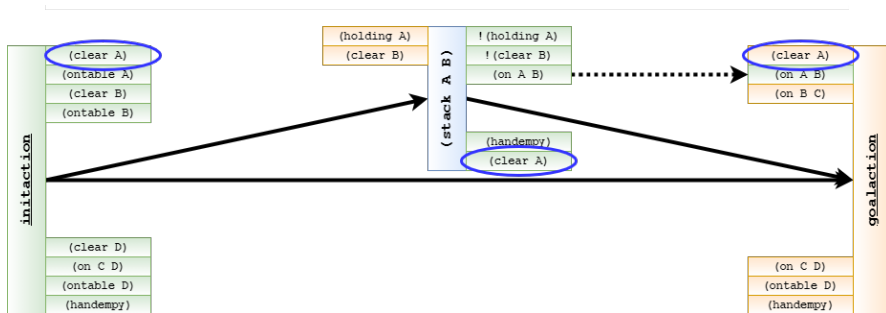 initaction
(clear A)
(ontable A)
(clear B)
(ontable B)
(clear D)
(on C D)
(ontable D)
(handempy)
(holding A)
(clear B)
(stack A B)
!(holding A)
!(clear B)
(on A B)
(handempy)
(clear A)
(clear A)
(on A B)
(on B C)
(on C D)
(ontable D)
(handempy)
goalaction